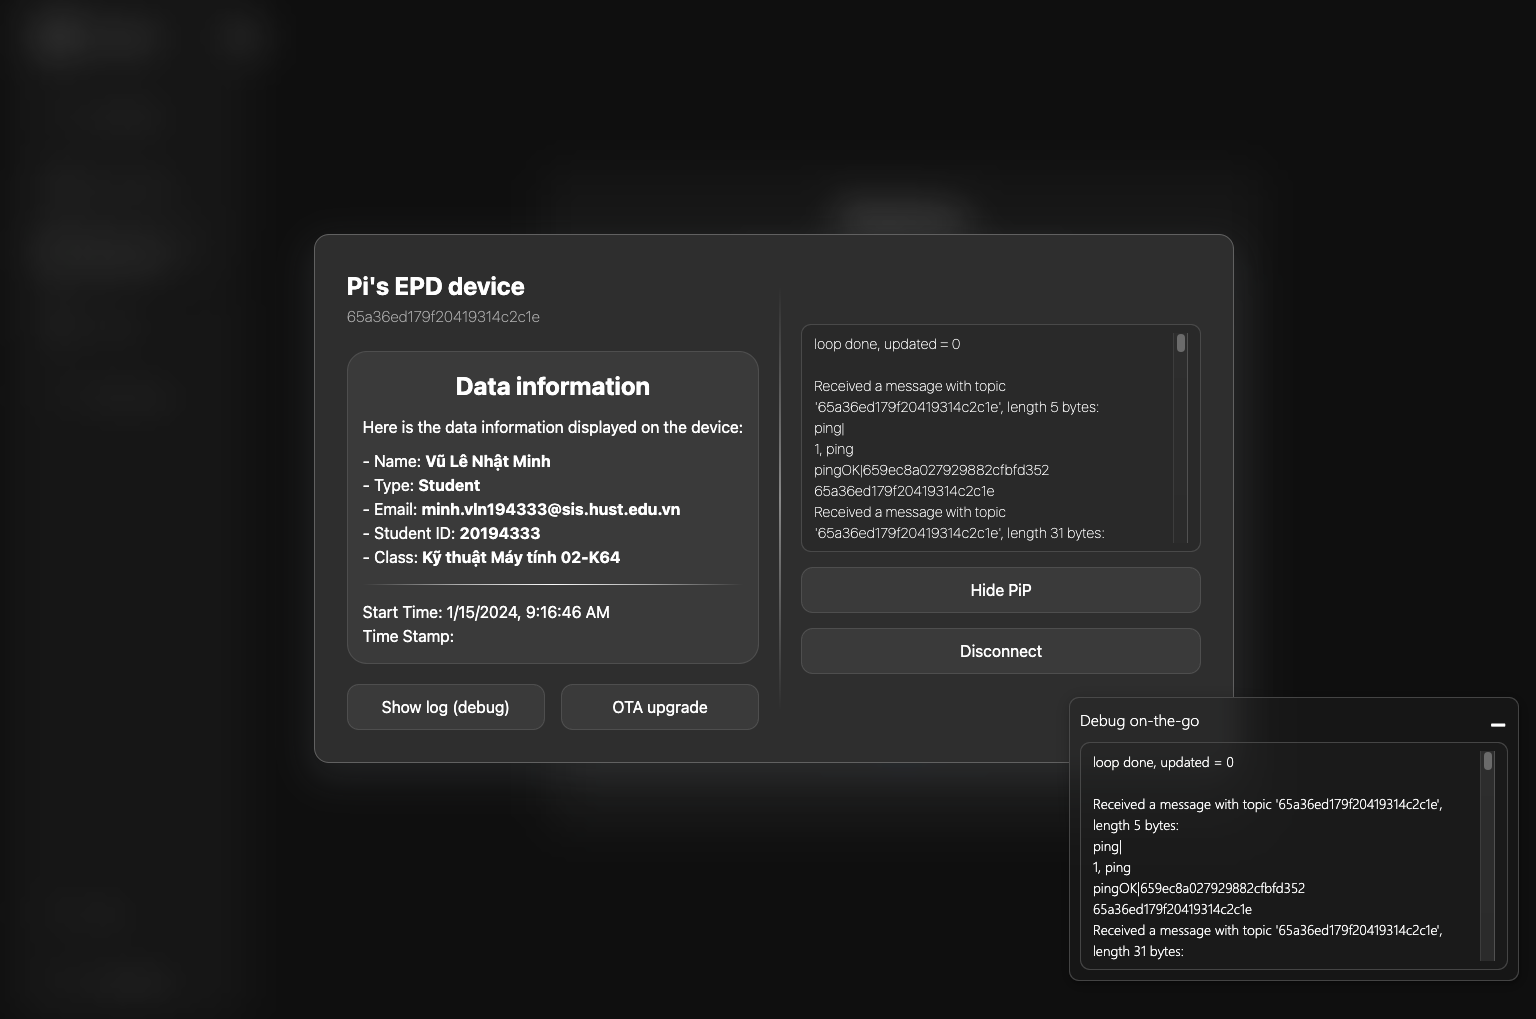 Pi's EPD device
65a36ed179f20419314c2c1e
Data information
Here is the data information displayed on the device:
- Name: Vũ Lê Nhật Minh
- Type: Student
- Email: minh.vln194333@sis.hust.edu.vn
- Student ID: 20194333
- Class: Kỹ thuật Máy tính 02-K64
Start Time: 1/15/2024, 9:16:46 AM
Time Stamp:
Show log (debug)
OTA upgrade
loop done, updated = 0
Received a message with topic
'65a36ed179f20419314c2c1e', length 5 bytes:
ping|
1, ping
pingOK|659ec8a027929882cfbfd352
65a36ed179f20419314c2c1e
Received a message with topic
'65a36ed179f20419314c2c1e', length 31 bytes:
Hide PiP
Disconnect
Debug on-the-go
loop done, updated = 0
Received a message with topic '65a36ed179f20419314c2c1e',
length 5 bytes:
ping|
1, ping
pingOK|659ec8a027929882cfbfd352
65a36ed179f20419314c2c1e
Received a message with topic '65a36ed179f20419314c2c1e',
length 31 bytes: